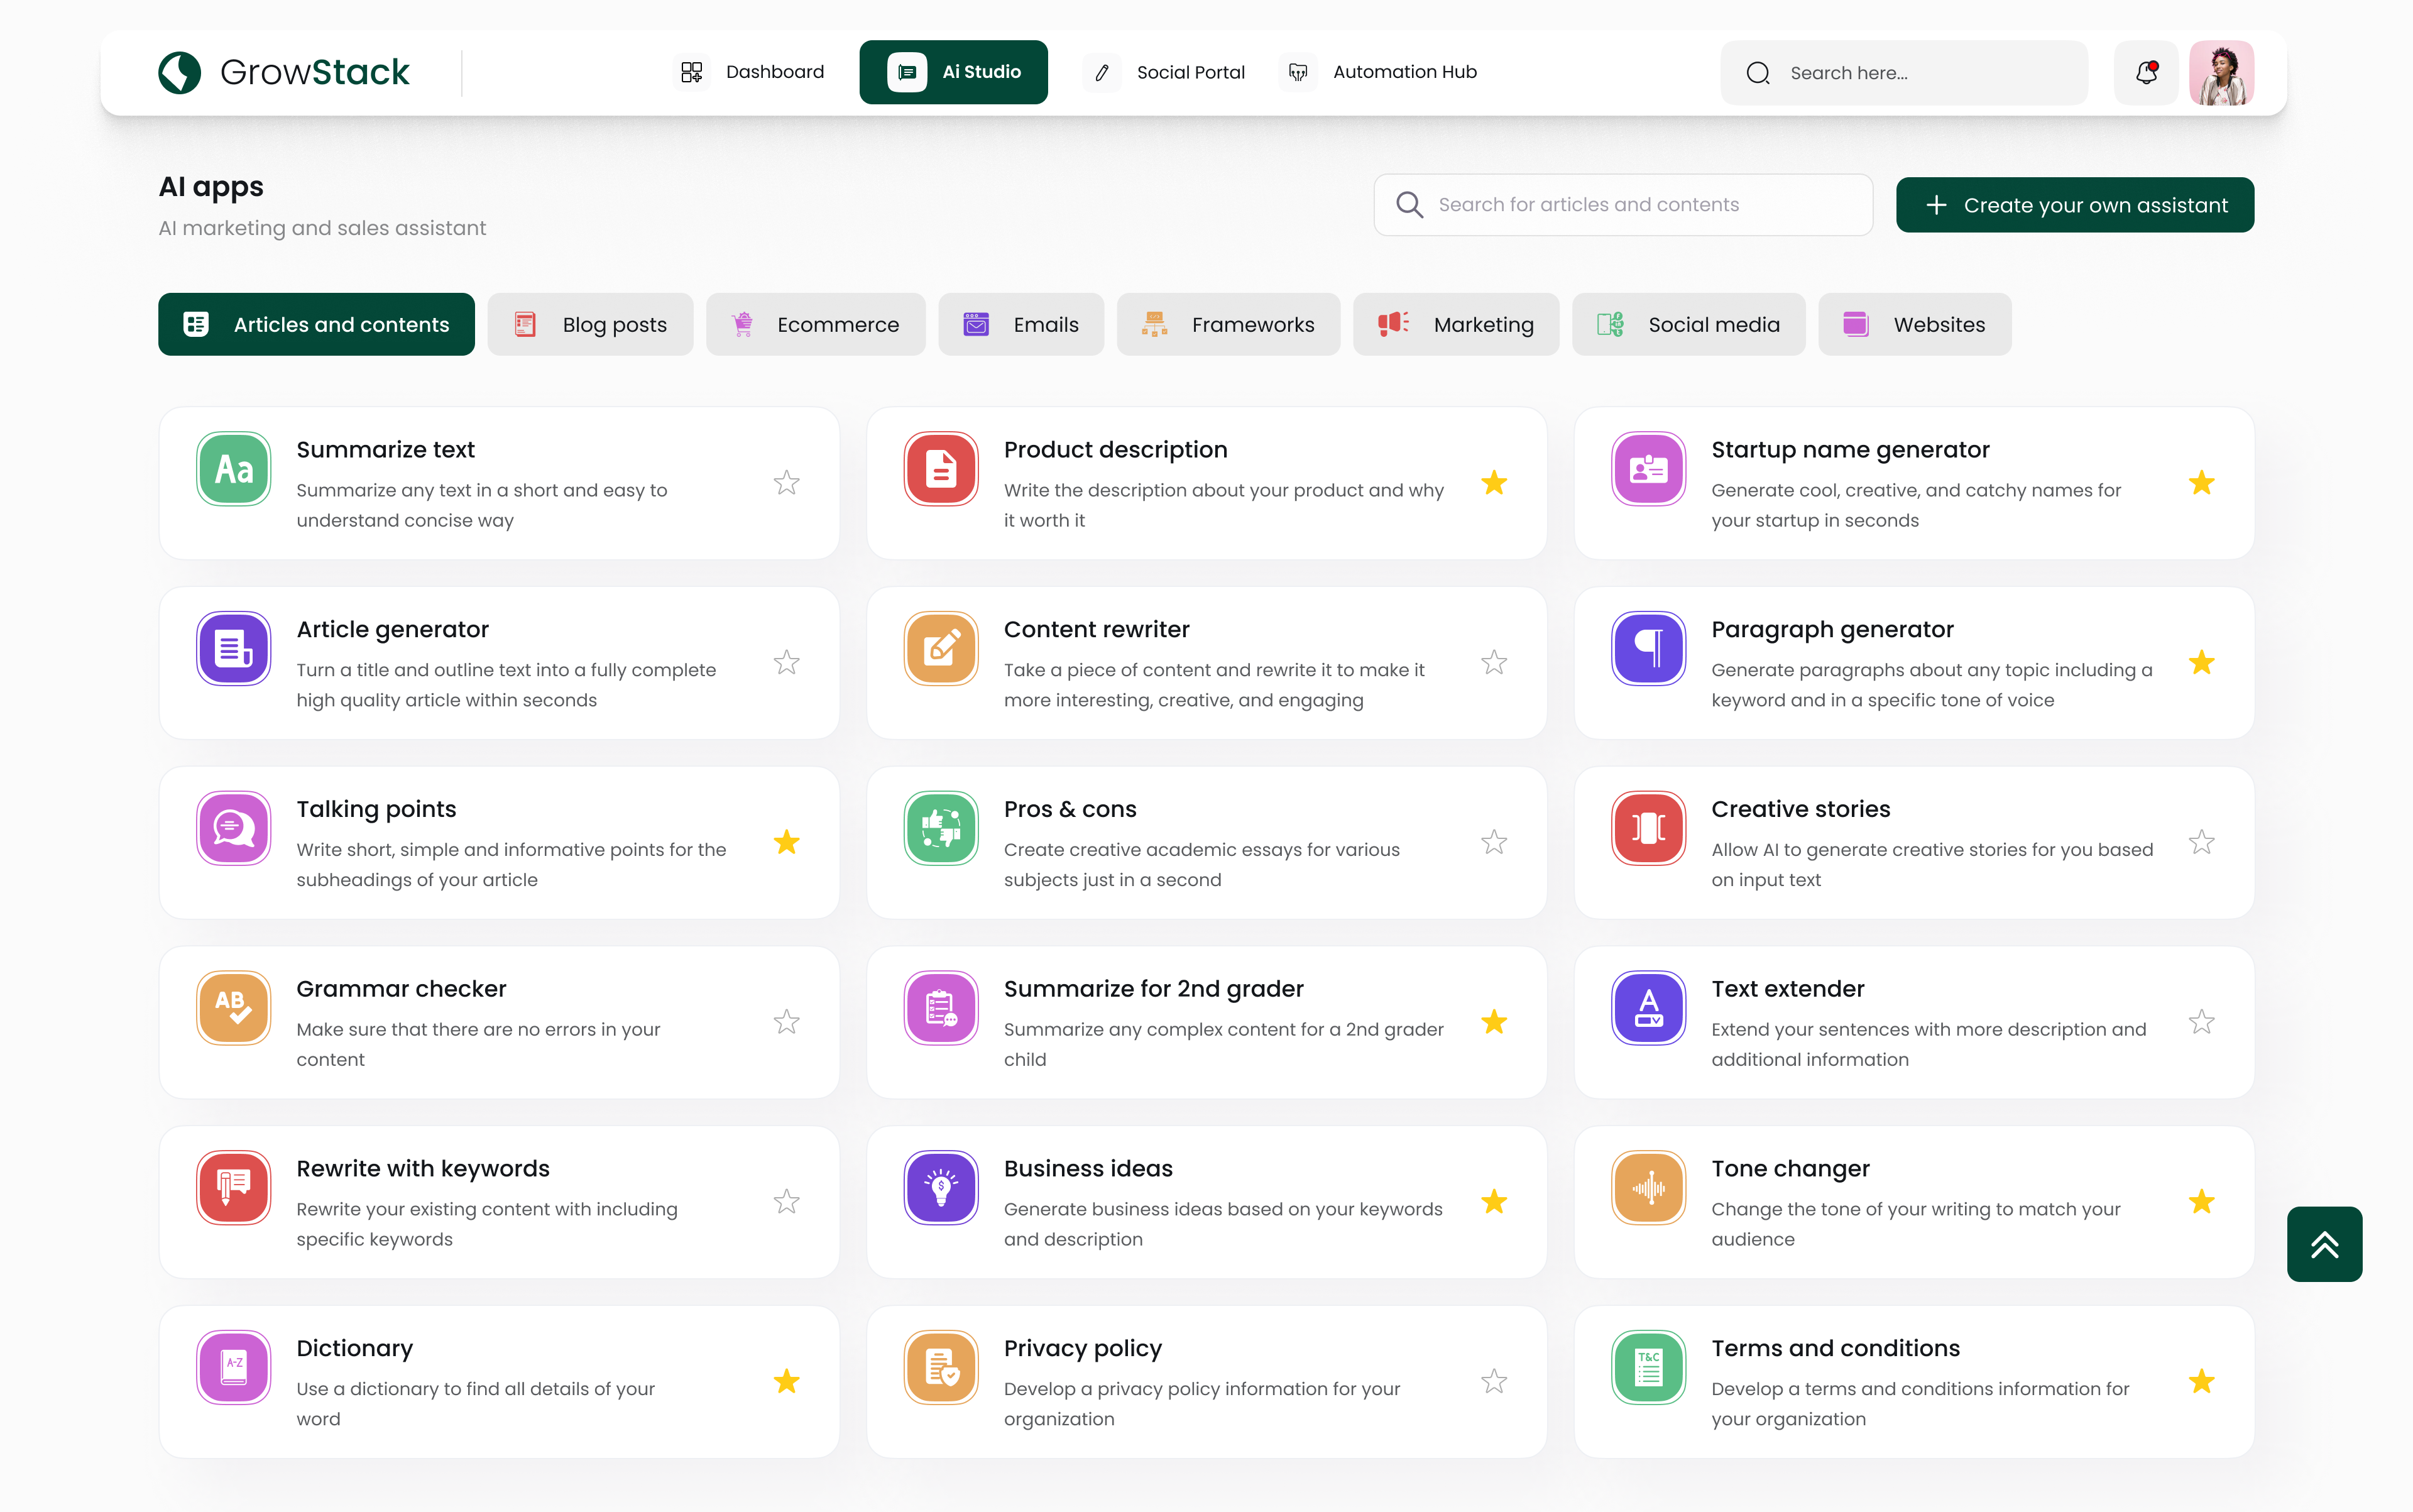 GrowStack
Dashboard
Ai Studio
Social Portal
Automation Hub
Search here...
AI apps
AI marketing and sales assistant
Search for articles and contents
Create your own assistant
Articles and contents
Blog posts
Ecommerce
Emails
Frameworks
Marketing
Social media
Websites
Aa
Summarize text
Summarize any text in a short and easy to
understand concise way
Product description
Write the description about your product and why
it worth it
Startup name generator
Generate cool, creative, and catchy names for
your startup in seconds
Article generator
Turn a title and outline text into a fully complete
high quality article within seconds
Content rewriter
Take a piece of content and rewrite it to make it
more interesting, creative, and engaging
Paragraph generator
Generate paragraphs about any topic including a
keyword and in a specific tone of voice
Talking points
Write short, simple and informative points for the
subheadings of your article
Pros & cons
Create creative academic essays for various
subjects just in a second
Creative stories
Allow AI to generate creative stories for you based
on input text
AB
Grammar checker
Make sure that there are no errors in your
content
Summarize for 2nd grader
Summarize any complex content for a 2nd grader
child
A
Text extender
Extend your sentences with more description and
additional information
Rewrite with keywords
Rewrite your existing content with including
specific keywords
$
Business ideas
Generate business ideas based on your keywords
and description
Tone changer
Change the tone of your writing to match your
audience
A-Z
Dictionary
Use a dictionary to find all details of your
word
Privacy policy
Develop a privacy policy information for your
organization
T&C
Terms and conditions
Develop a terms and conditions information for
your organization